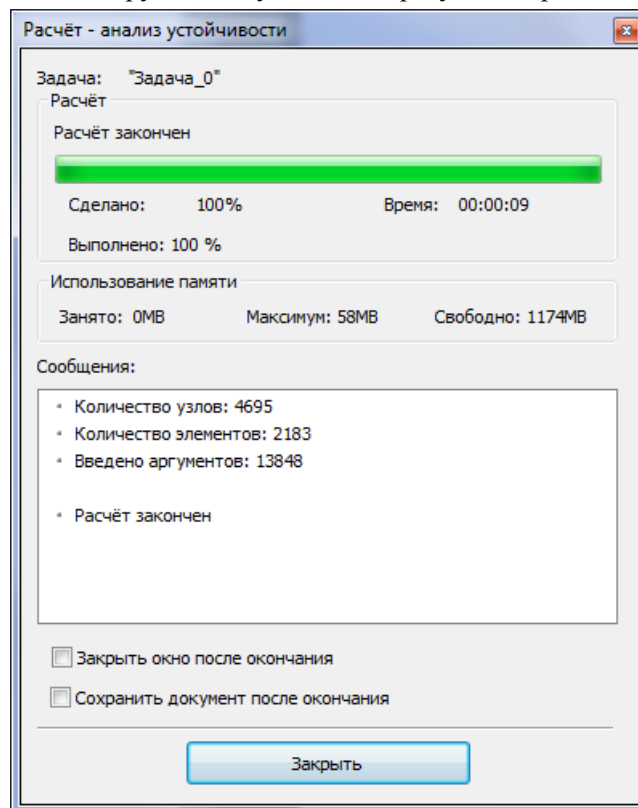 Расчёт - анализ устойчивости
Задача: "Задача_0"
Расчёт
Расчёт закончен
Сделано: 100% Время: 00:00:09
Выполнено: 100 %
Использование памяти
Занято: 0MB Максимум: 58MB Свободно: 1174MB
Сообщения:
Количество узлов: 4695
Количество элементов: 2183
Введено аргументов: 13848
Расчёт закончен
Закрыть окно после окончания
Сохранить документ после окончания
Закрыть